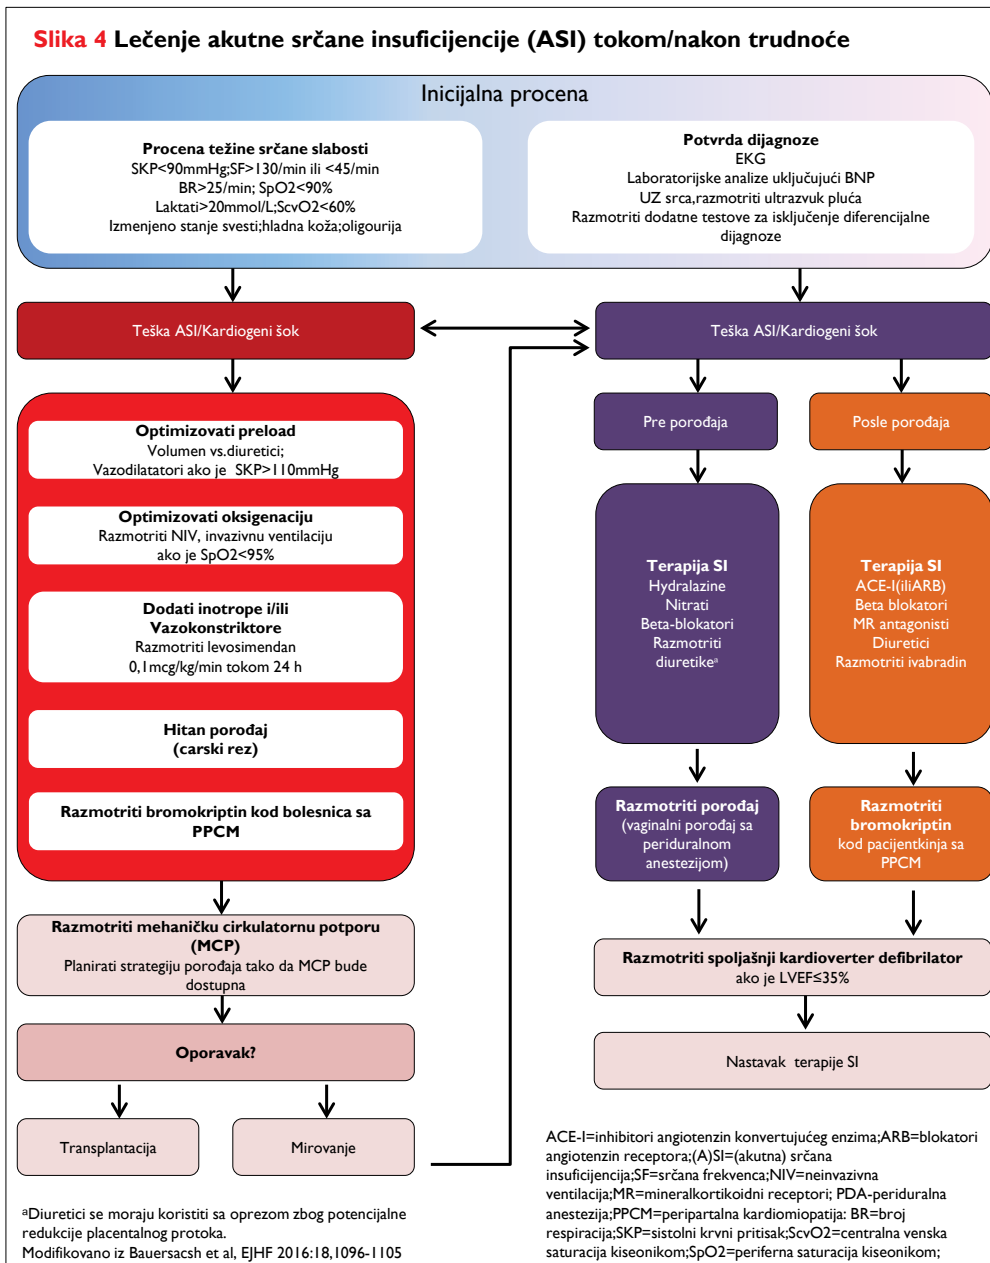 Slika 4 Lečenje akutne srčane insuficijencije (ASI) tokom/nakon trudnoće
Inicijalna procena
Procena težine srčane slabosti
SKP<90mmHg;SF>130/min ili <45/min
BR>25/min; SpO2<90%
Laktati>20mmol/L;ScvO2<60%
Izmenjeno stanje svesti;hladna koža;oligourija
Potvrda dijagnoze
EKG
Laboratorijske analize uključujući BNP
UZ srca,razmotriti ultrazvuk pluća
Razmotriti dodatne testove za isključenje diferencijalne
dijagnoze
Teška ASI/Kardiogeni šok
Teška ASI/Kardiogeni šok
Optimizovati preload
Volumen vs.diuretici;
Vazodilatatori ako je SKP>110mmHg
Optimizovati oksigenaciju
Razmotriti NIV, invazivnu ventilaciju
ako je SpO2<95%
Dodati inotrope i/ili
Vazokonstriktore
Razmotriti levosimendan
0,1mcg/kg/min tokom 24 h
Hitan porođaj
(carski rez)
Razmotriti bromokriptin kod bolesnica sa
PPCM
Razmotriti mehaničku cirkulatornu potporu
(MCP)
Planirati strategiju porođaja tako da MCP bude
dostupna
Oporavak?
Transplantacija
Mirovanje
Pre porođaja
Posle porođaja
Terapija SI
Hydralazine
Nitrati
Beta-blokatori
Razmotriti
diuretikeᵃ
Terapija SI
ACE-I(iliARB)
Beta blokatori
MR antagonisti
Diuretici
Razmotriti ivabradin
Razmotriti porođaj
(vaginalni porođaj sa
periduralnom
anestezijom)
Razmotriti
bromokriptin
kod pacijentkinja sa
PPCM
Razmotriti spoljašnji kardioverter defibrilator
ako je LVEF≤35%
Nastavak terapije SI
ᵃDiuretici se moraju koristiti sa oprezom zbog potencijalne
redukcije placentalnog protoka.
Modifikovano iz Bauersacsh et al, EJHF 2016:18,1096-1105
ACE-I=inhibitori angiotenzin konvertujućeg enzima;ARB=blokatori
angiotenzin receptora;(A)SI=(akutna) srčana
insuficijencija;SF=srčana frekvenca;NIV=neinvazivna
ventilacija;MR=mineralkortikoidni receptori; PDA-periduralna
anestezija;PPCM=peripartalna kardiomiopatija: BR=broj
respiracija;SKP=sistolni krvni pritisak;ScvO2=centralna venska
saturacija kiseonikom;SpO2=periferna saturacija kiseonikom;